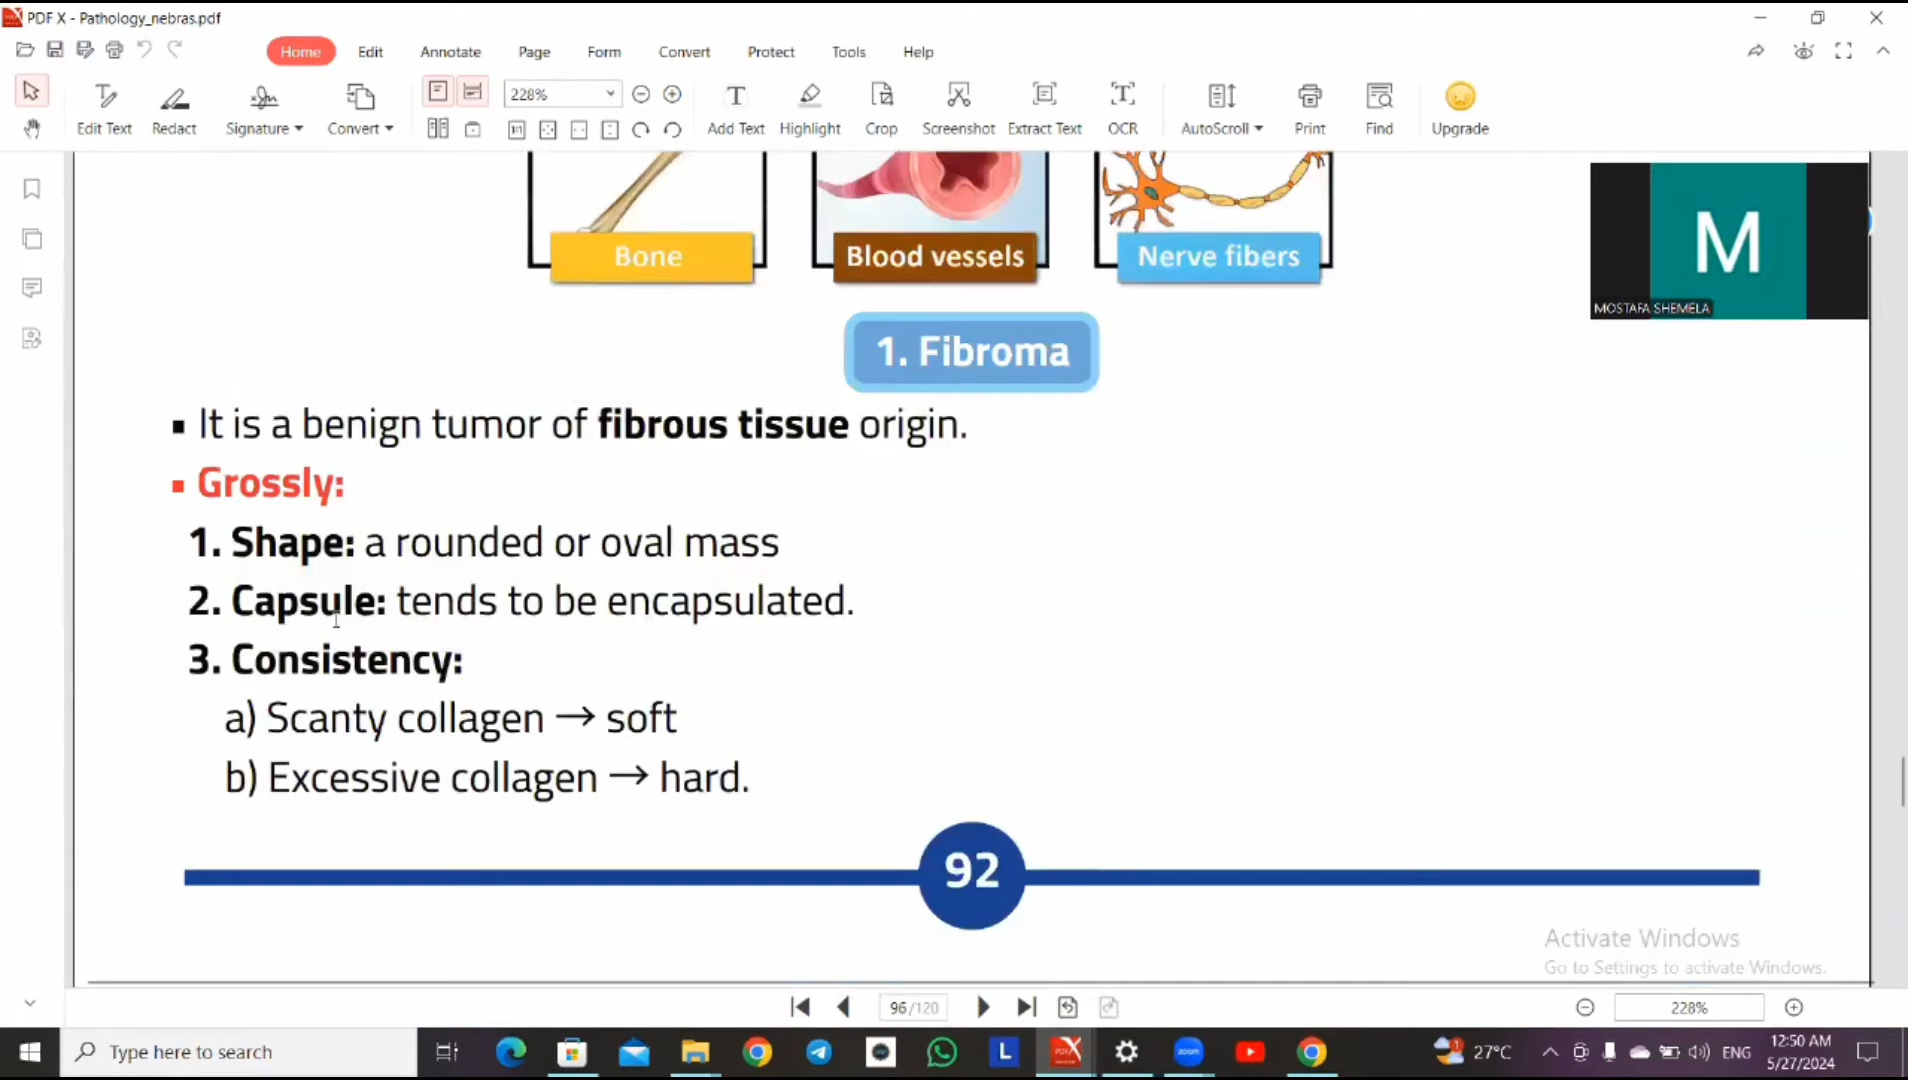 PDF X - Pathology_nebras.pdf
Home Edit Annotate Page Form Convert Protect Tools Help
228%
Edit Text Redact Signature Convert Add Text Highlight Crop Screenshot Extract Text OCR AutoScroll Print Find Upgrade
Bone Blood vessels Nerve fibers
M
MOSTAFA SHEMELA
1. Fibroma
▪ It is a benign tumor of fibrous tissue origin.
▪ Grossly:
1. Shape: a rounded or oval mass
2. Capsule: tends to be encapsulated.
3. Consistency:
a) Scanty collagen → soft
b) Excessive collagen → hard.
92
Activate Windows
Go to Settings to activate Windows.
96/120
228%
Type here to search
L
zoom
27°C
ENG
12:50 AM
5/27/2024